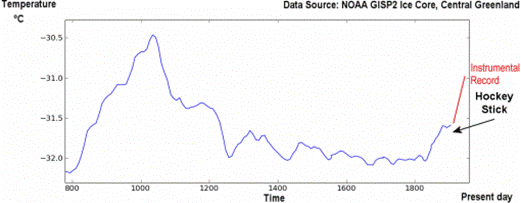 Temperature
Data Source: NOAA GISP2 Ice Core, Central Greenland
°C
−30.5
−31.0
−31.5
−32.0
Instrumental
Record
Hockey
Stick
800
1000
1200
1400
1600
1800
Time
Present day